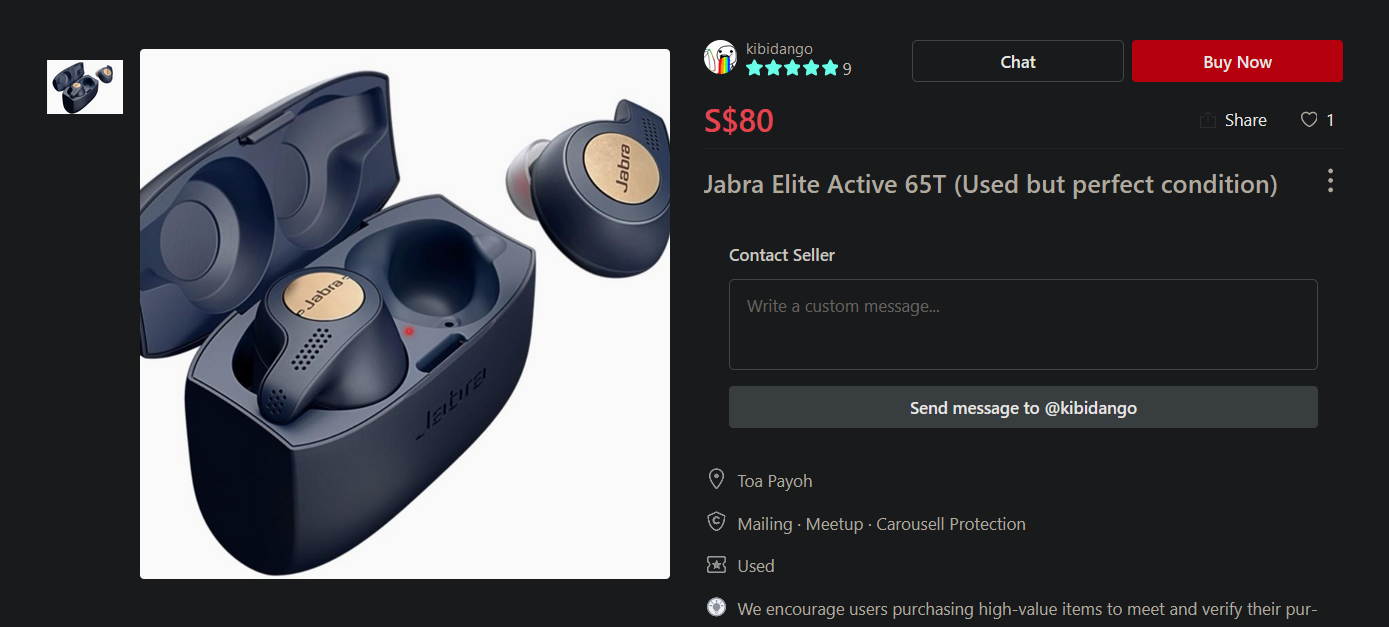 kibidango
9
Chat
Buy Now
S$80
Share
1
Jabra Elite Active 65T (Used but perfect condition)
Contact Seller
Write a custom message...
Send message to @kibidango
Toa Payoh
Mailing · Meetup · Carousell Protection
Used
We encourage users purchasing high-value items to meet and verify their pur-
Jabra
Jabra
Jabra